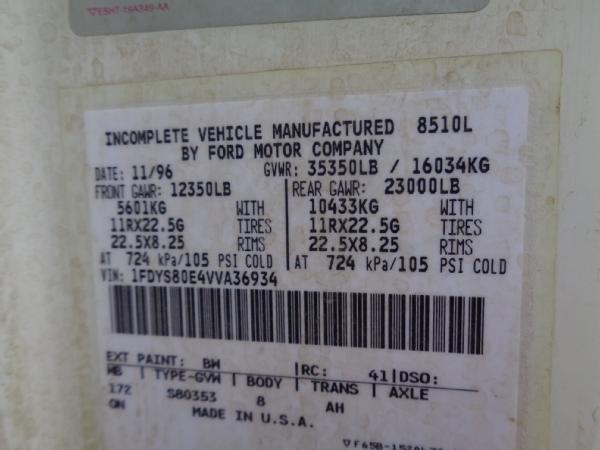 INCOMPLETE VEHICLE MANUFACTURED 8510L
BY FORD MOTOR COMPANY
DATE: 11/96 GVWR: 35350LB / 16034KG
FRONT GAWR: 12350LB REAR GAWR: 23000LB
5601KG WITH 10433KG WITH
11RX22.5G TIRES 11RX22.5G TIRES
22.5X8.25 RIMS 22.5X8.25 RIMS
AT 724 kPa/105 PSI COLD AT 724 kPa/105 PSI COLD
VIN: 1FDYS80E4VVA36934
EXT PAINT: BW RC: 41 DSO:
WB TYPE-GVW BODY TRANS AXLE
172 S80353 8 AH
MADE IN U.S.A.